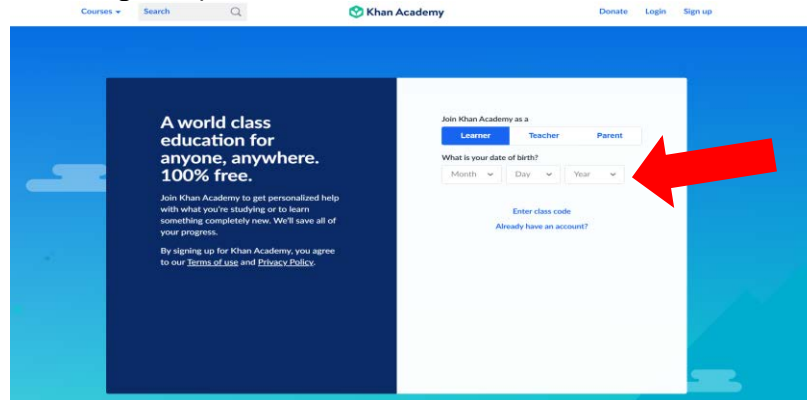 Courses Search Khan Academy Donate Login Sign up
A world class
education for
anyone, anywhere.
100% free.
Join Khan Academy to get personalized help
with what you're studying or to learn
something completely new. We'll save all of
your progress.
By signing up for Khan Academy, you agree
to our Terms of use and Privacy Policy.
Join Khan Academy as a
Learner Teacher Parent
What is your date of birth?
Month Day Year
Enter class code
Already have an account?